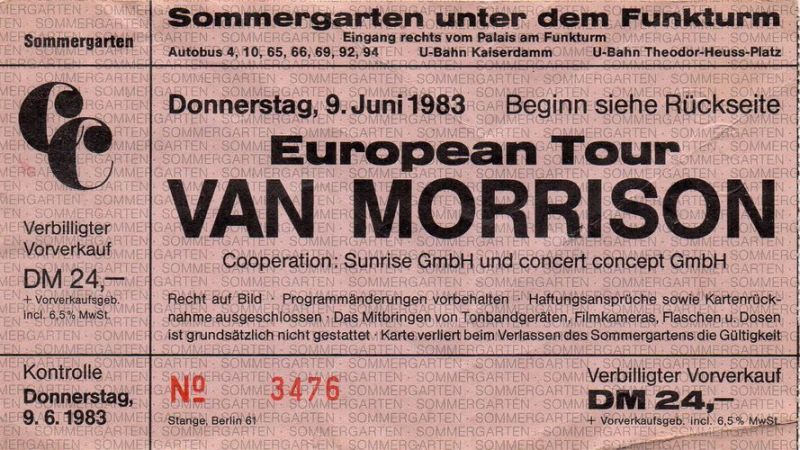 Sommergarten
Sommergarten unter dem Funkturm
Eingang rechts vom Palais am Funkturm
Autobus 4, 10, 65, 66, 69, 92, 94 U-Bahn Kaiserdamm U-Bahn Theodor-Heuss-Platz
Donnerstag, 9. Juni 1983 Beginn siehe Rückseite
European Tour
VAN MORRISON
Cooperation: Sunrise GmbH und concert concept GmbH
Recht auf Bild · Programmänderungen vorbehalten · Haftungsansprüche sowie Kartenrück-
nahme ausgeschlossen · Das Mitbringen von Tonbandgeräten, Filmkameras, Flaschen u. Dosen
ist grundsätzlich nicht gestattet · Karte verliert beim Verlassen des Sommergartens die Gültigkeit
CC
Verbilligter
Vorverkauf
DM 24,—
+ Vorverkaufsgeb.
incl. 6,5% MwSt.
Kontrolle
Donnerstag,
9. 6. 1983
Nº 3476
Stange, Berlin 61
Verbilligter Vorverkauf
DM 24,—
+ Vorverkaufsgeb. incl. 6,5% MwSt.